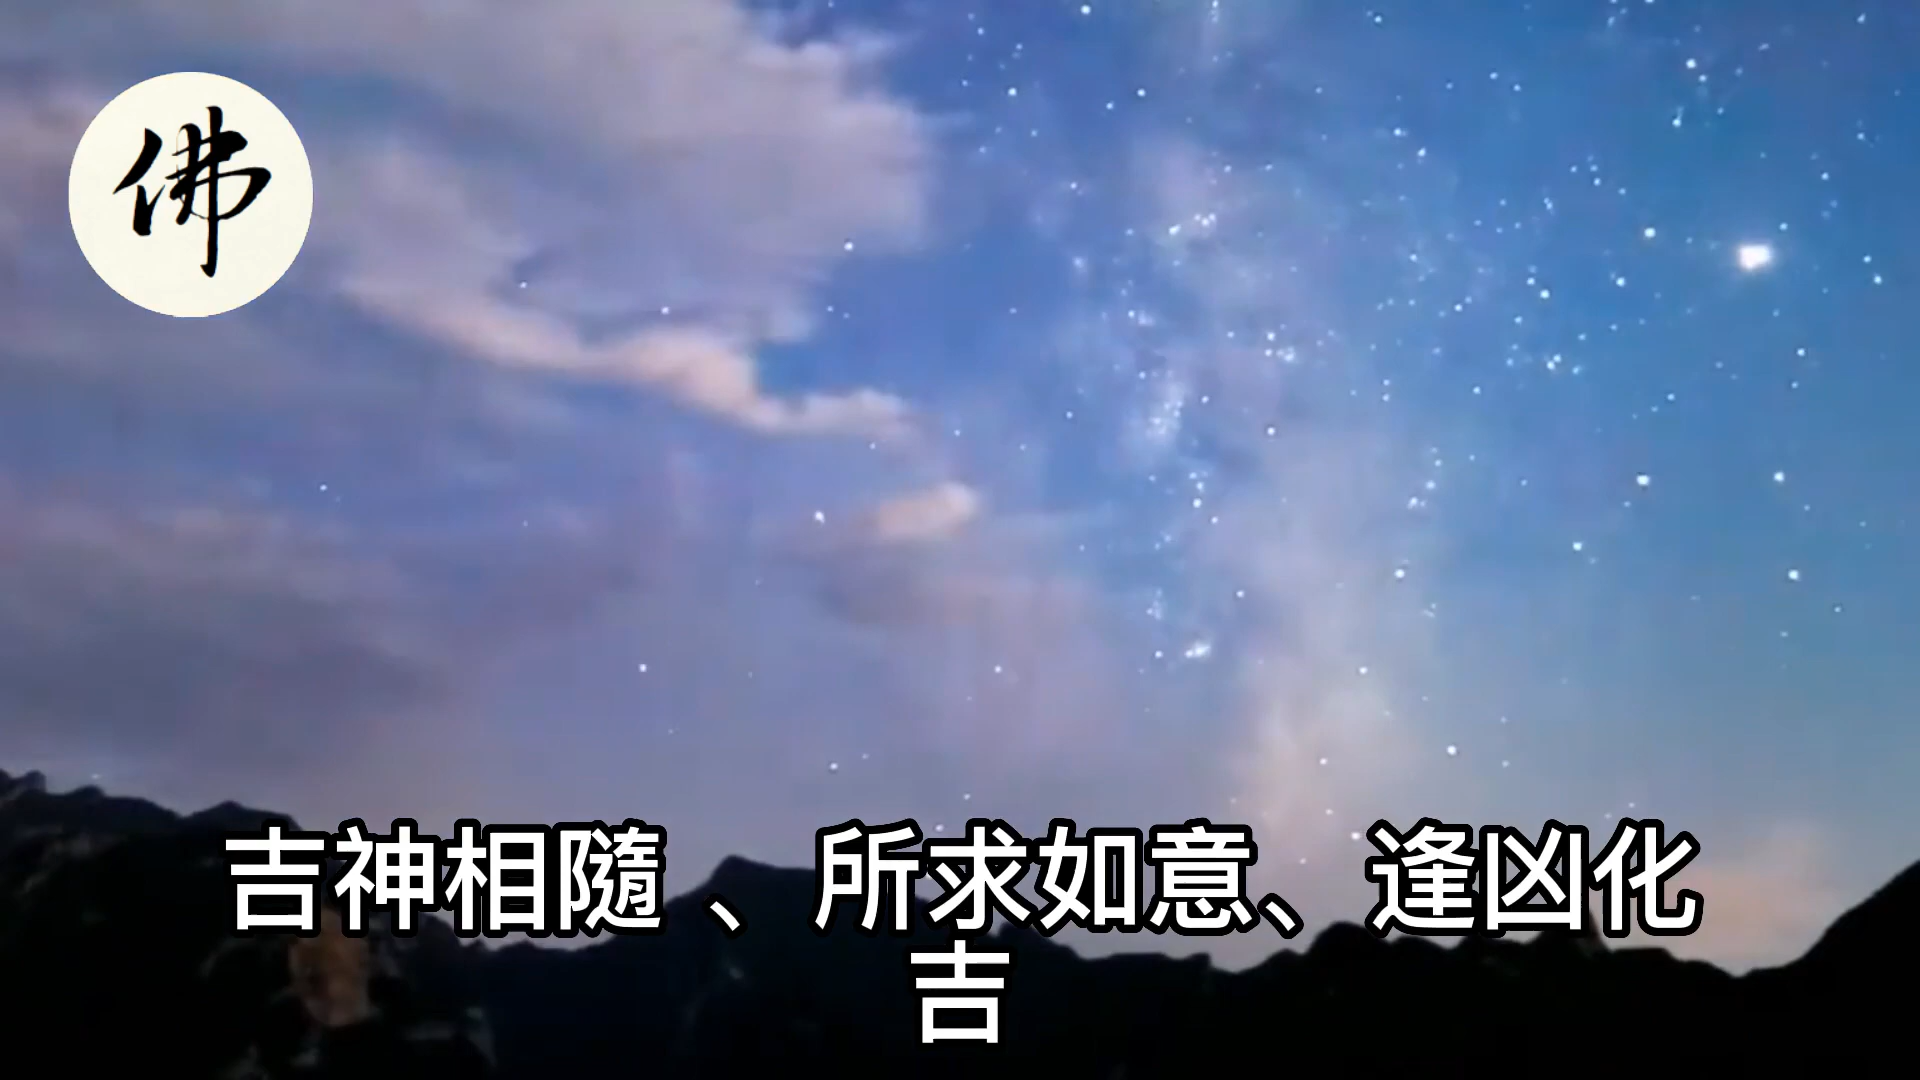 佛
吉神相隨 、所求如意、逢凶化
吉